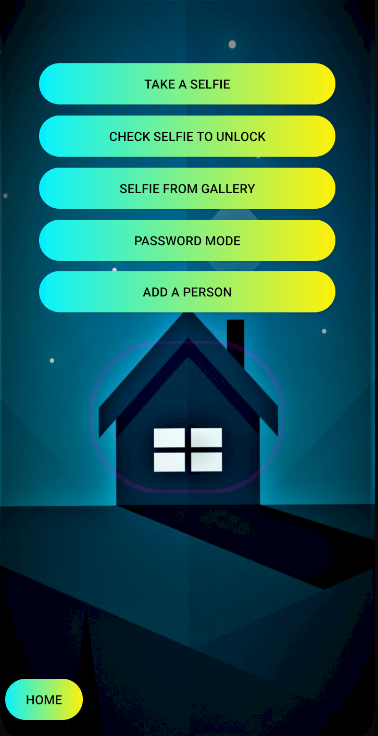 TAKE A SELFIE
CHECK SELFIE TO UNLOCK
SELFIE FROM GALLERY
PASSWORD MODE
ADD A PERSON
HOME